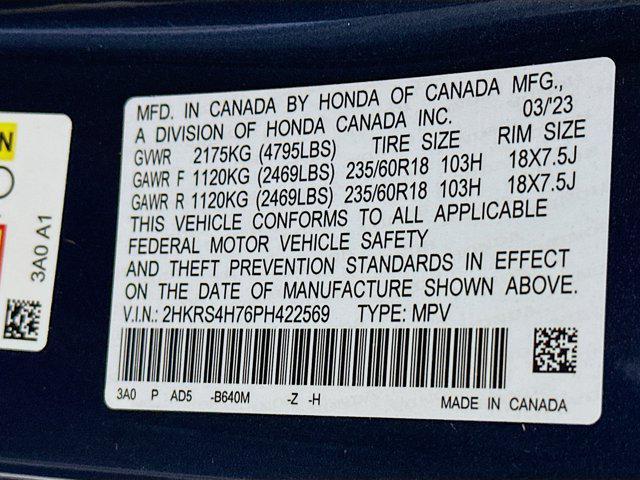 MFD. IN CANADA BY HONDA OF CANADA MFG.,
A DIVISION OF HONDA CANADA INC. 03/'23
GVWR 2175KG (4795LBS) TIRE SIZE RIM SIZE
GAWR F 1120KG (2469LBS) 235/60R18 103H 18X7.5J
GAWR R 1120KG (2469LBS) 235/60R18 103H 18X7.5J
THIS VEHICLE CONFORMS TO ALL APPLICABLE
FEDERAL MOTOR VEHICLE SAFETY
AND THEFT PREVENTION STANDARDS IN EFFECT
ON THE DATE OF MANUFACTURE SHOWN ABOVE.
V.I.N.: 2HKRS4H76PH422569 TYPE: MPV
3A0 P AD5 -B640M -Z -H
MADE IN CANADA
3A0 A1